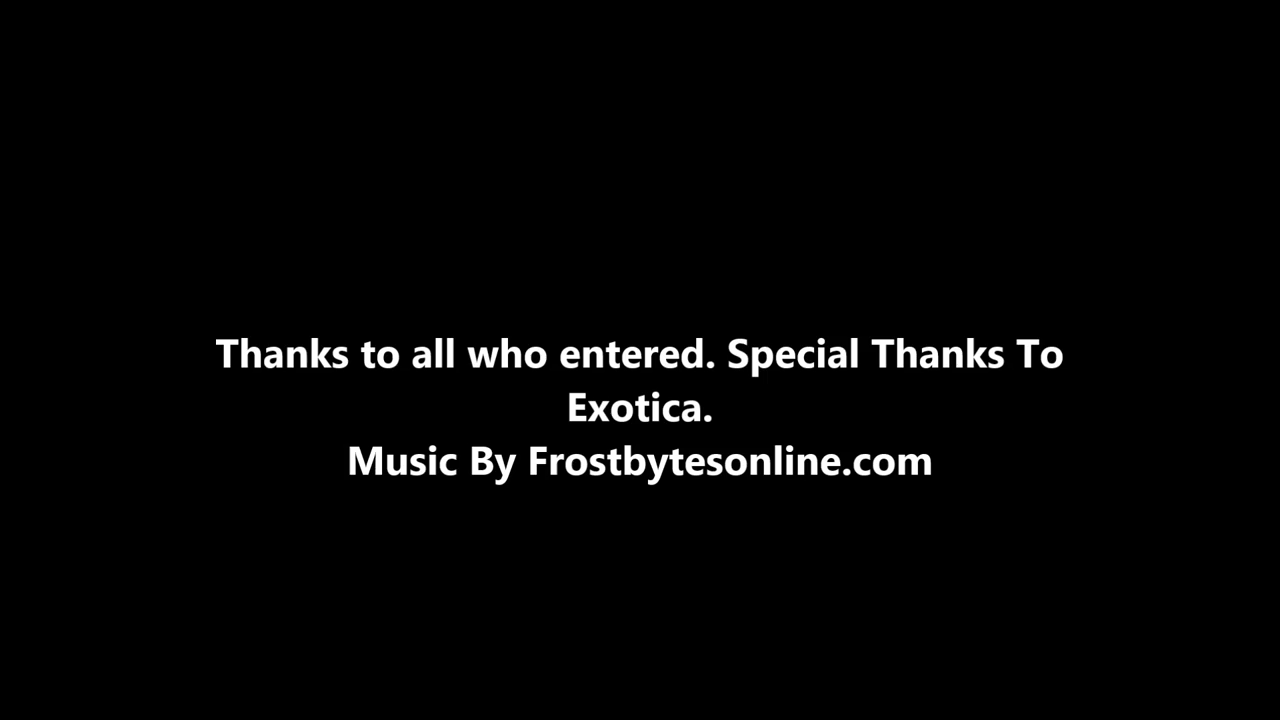 Thanks to all who entered. Special Thanks To
Exotica.
Music By Frostbytesonline.com